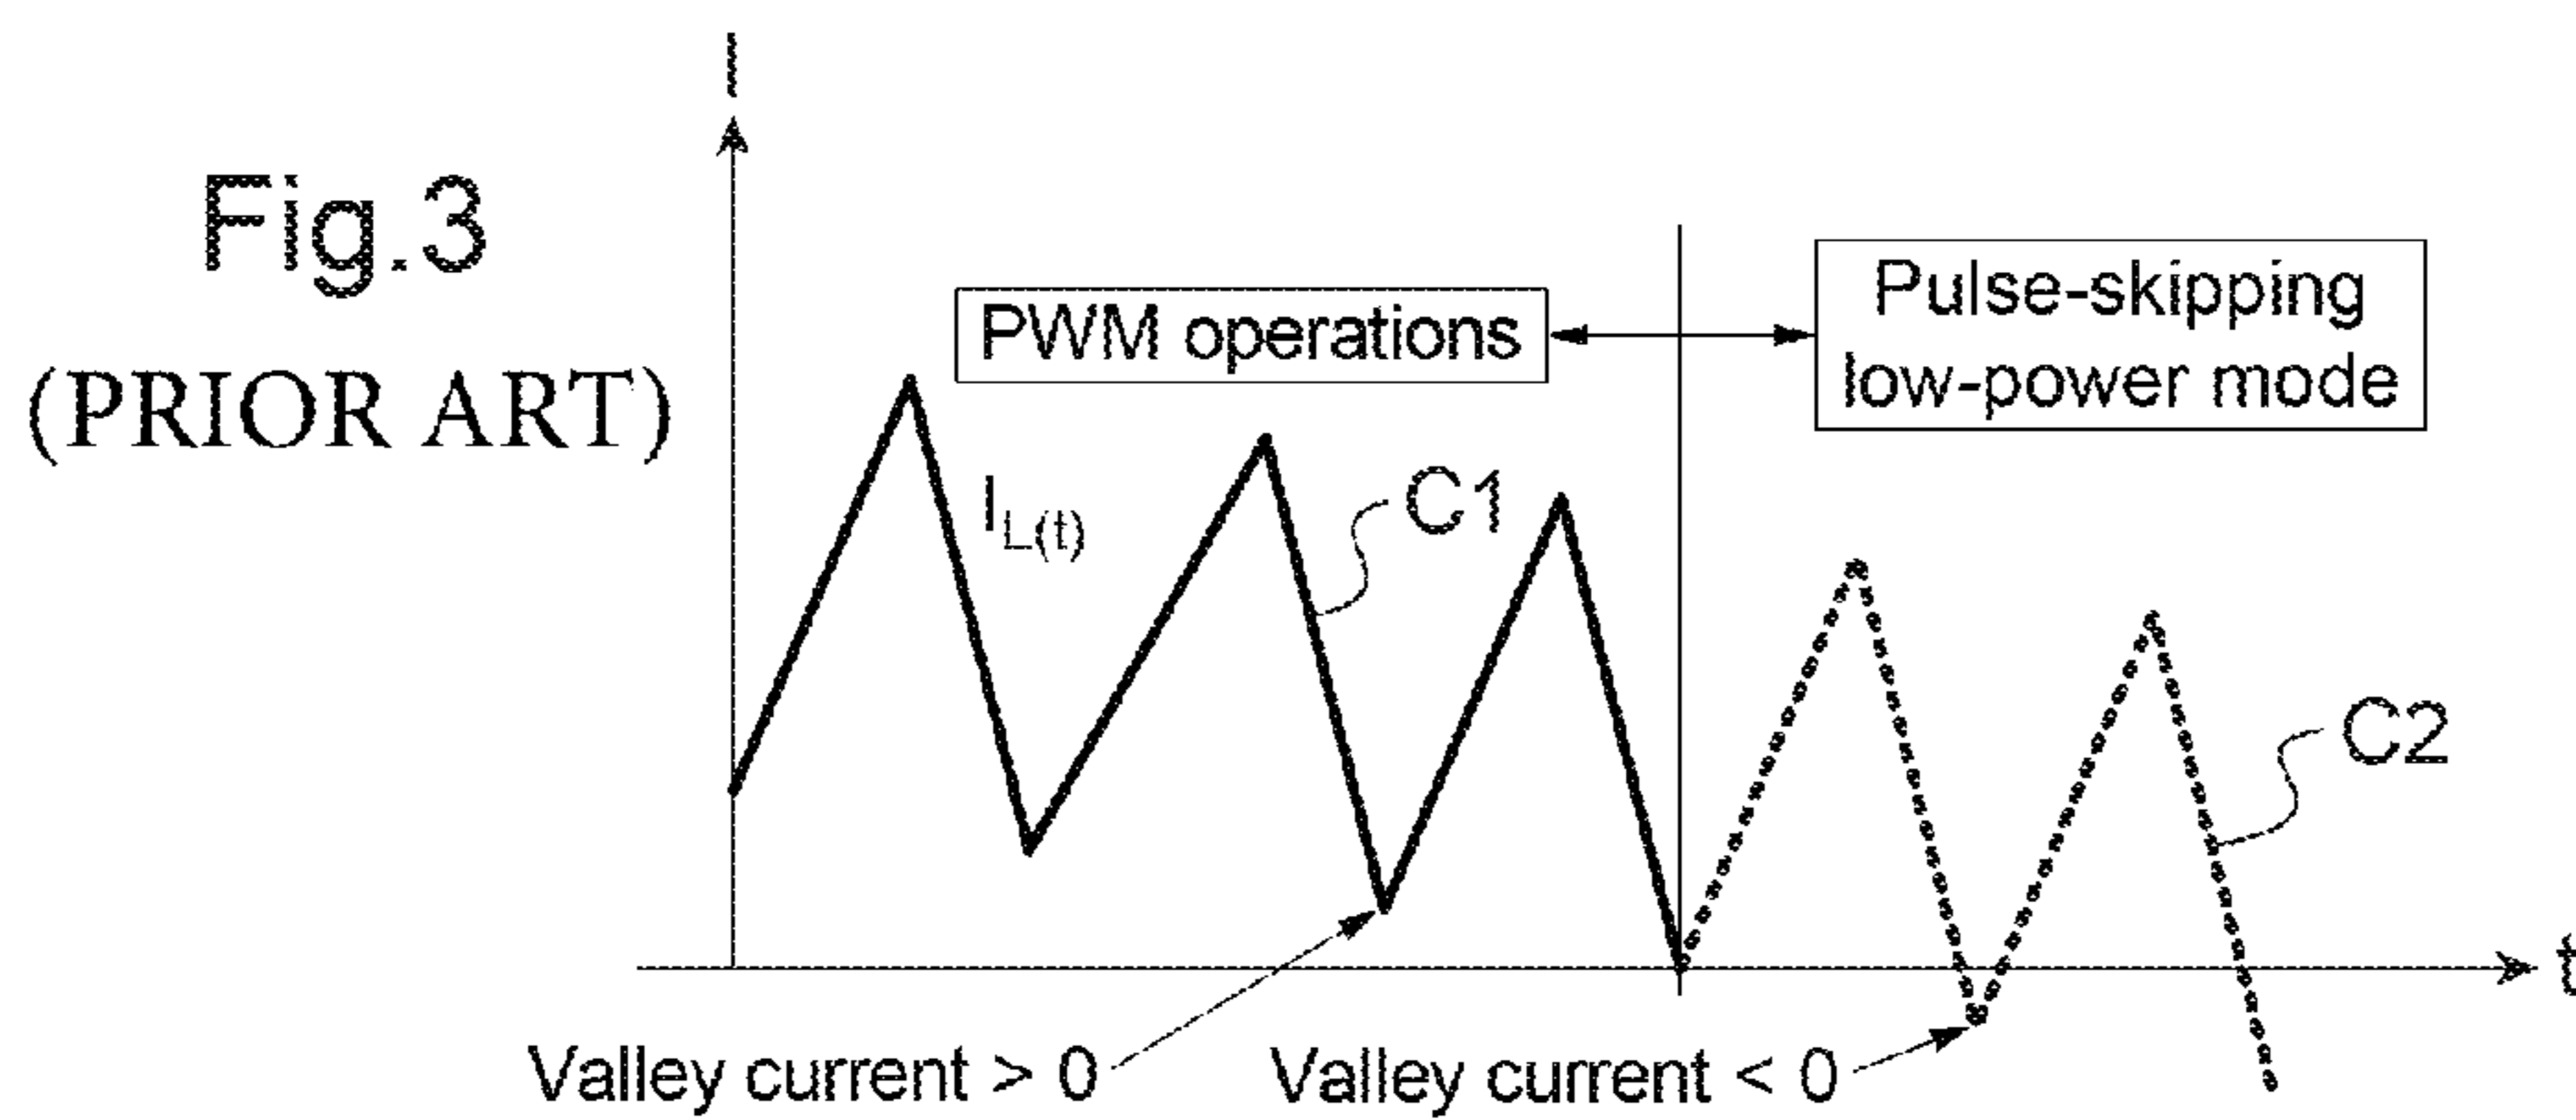 I
Fig.3
(PRIOR ART)
PWM operations
Pulse-skipping
low-power mode
I_L(t)
C1
C2
t
Valley current > 0
Valley current < 0